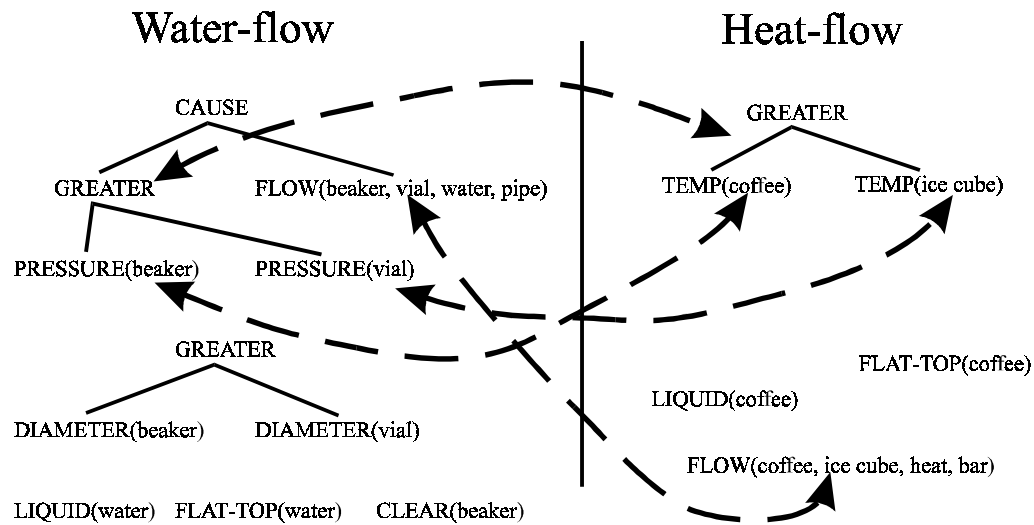 Water-flow
Heat-flow
CAUSE
GREATER
GREATER
FLOW(beaker, vial, water, pipe)
TEMP(coffee)
TEMP(ice cube)
PRESSURE(beaker)
PRESSURE(vial)
GREATER
FLAT-TOP(coffee)
LIQUID(coffee)
DIAMETER(beaker)
DIAMETER(vial)
FLOW(coffee, ice cube, heat, bar)
LIQUID(water)
FLAT-TOP(water)
CLEAR(beaker)